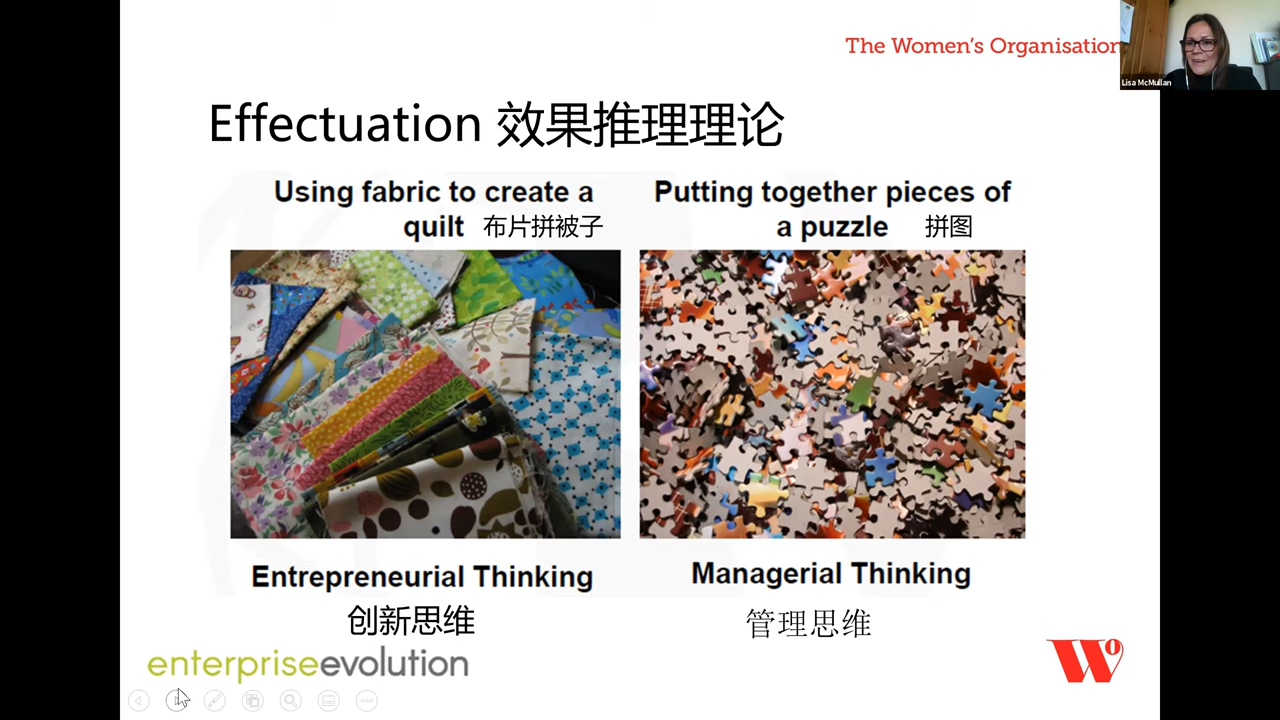 The Women's Organisation
Lisa McMullan
Effectuation 效果推理理论
Using fabric to create a
quilt 布片拼被子
Putting together pieces of
a puzzle 拼图
Entrepreneurial Thinking
创新思维
Managerial Thinking
管理思维
enterpriseevolution
WO